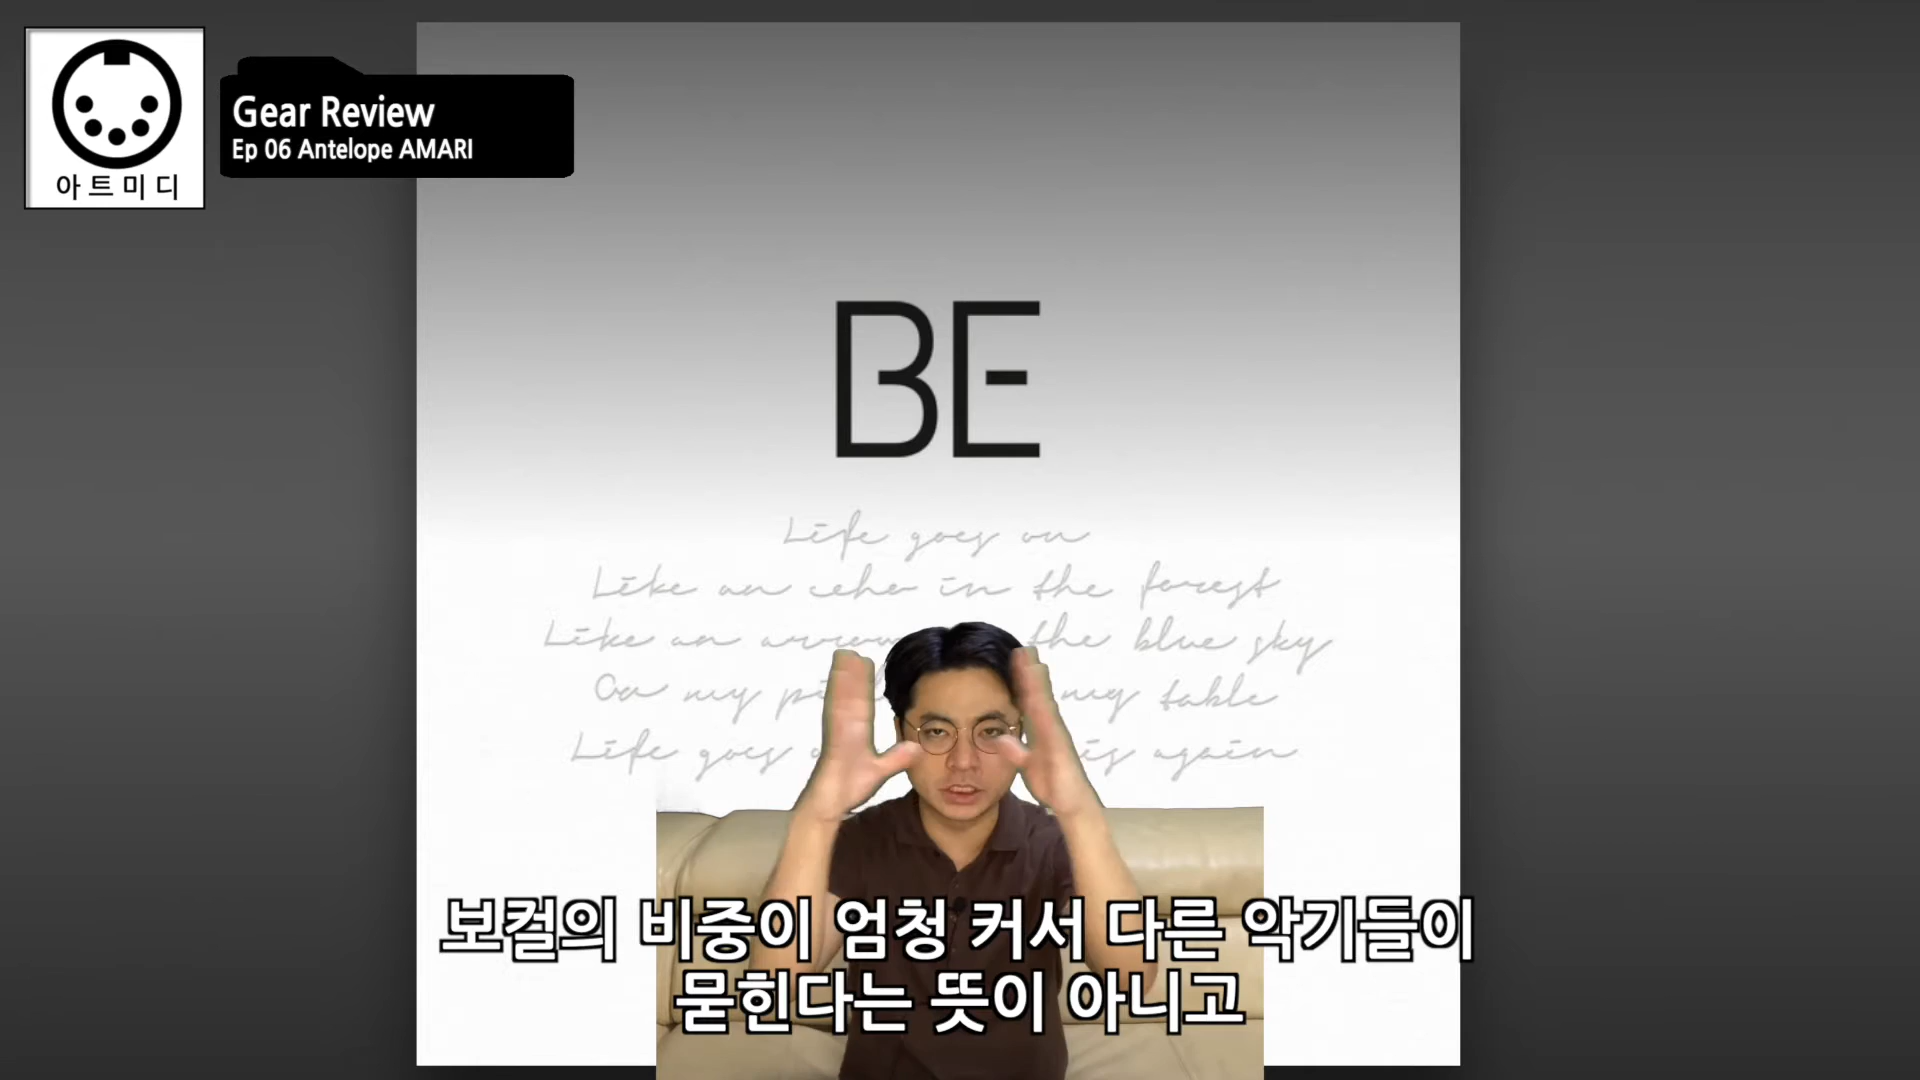 아트미디
Gear Review
Ep 06 Antelope AMARI
BE
Life goes on
Like an echo in the forest
Like an arrow the blue sky
On my my table
Life goes is again
보컬의 비중이 엄청 커서 다른 악기들이
묻힌다는 뜻이 아니고